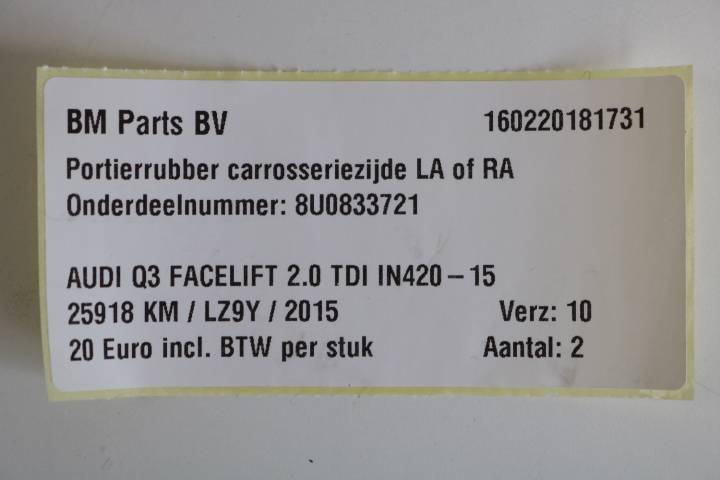 BM Parts BV 160220181731
Portierrubber carrosseriezijde LA of RA
Onderdeelnummer: 8U0833721
AUDI Q3 FACELIFT 2.0 TDI IN420 – 15
25918 KM / LZ9Y / 2015 Verz: 10
20 Euro incl. BTW per stuk Aantal: 2